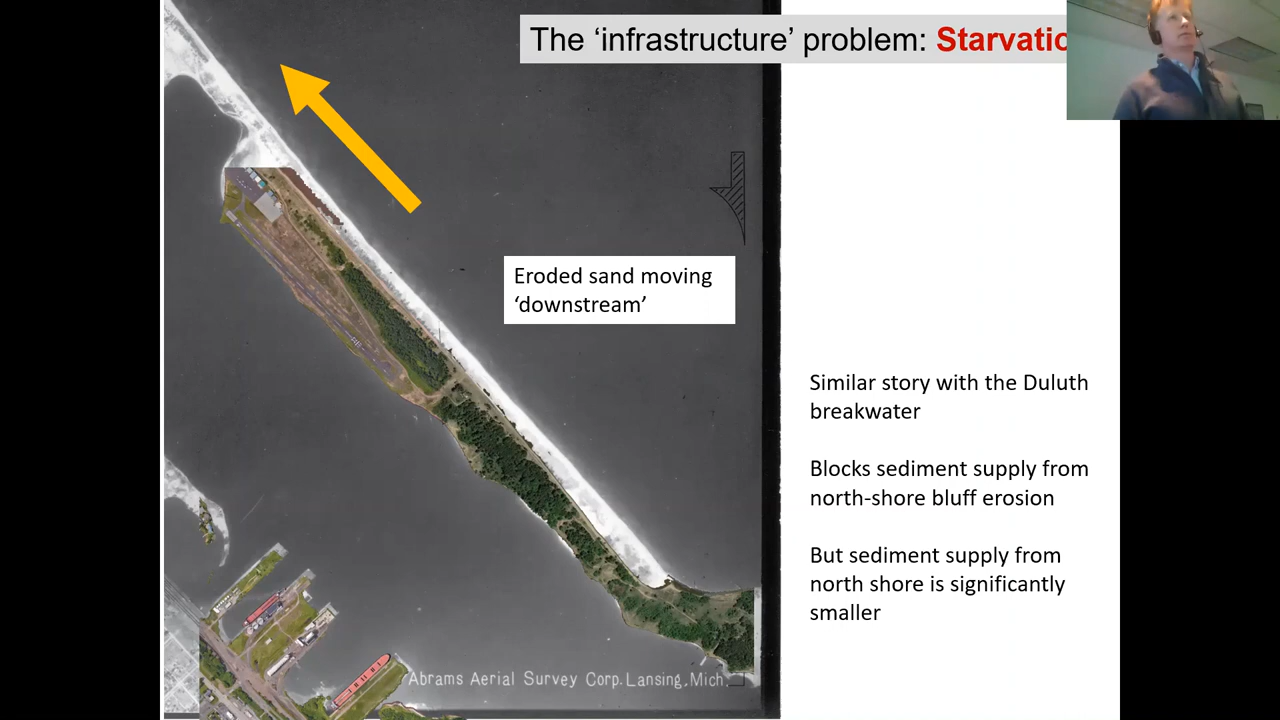 The ‘infrastructure’ problem: Starvatio
Eroded sand moving
‘downstream’
Similar story with the Duluth
breakwater
Blocks sediment supply from
north-shore bluff erosion
But sediment supply from
north shore is significantly
smaller
Abrams Aerial Survey Corp. Lansing, Mich.